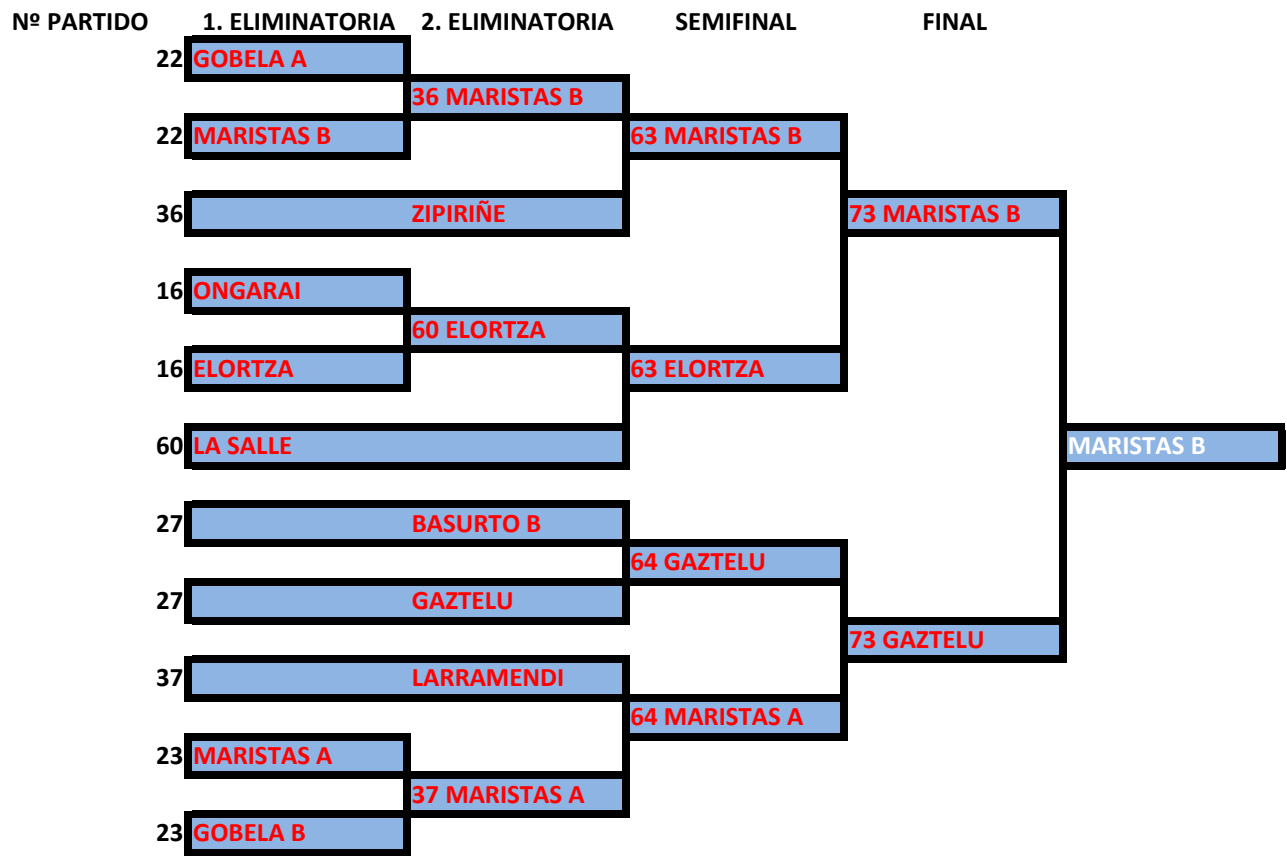 Nº PARTIDO 1. ELIMINATORIA 2. ELIMINATORIA SEMIFINAL FINAL
22 GOBELA A
36 MARISTAS B
22 MARISTAS B 63 MARISTAS B
36 ZIPIRIÑE 73 MARISTAS B
16 ONGARAI
60 ELORTZA
16 ELORTZA 63 ELORTZA
60 LA SALLE MARISTAS B
27 BASURTO B
64 GAZTELU
27 GAZTELU
73 GAZTELU
37 LARRAMENDI
64 MARISTAS A
23 MARISTAS A
37 MARISTAS A
23 GOBELA B